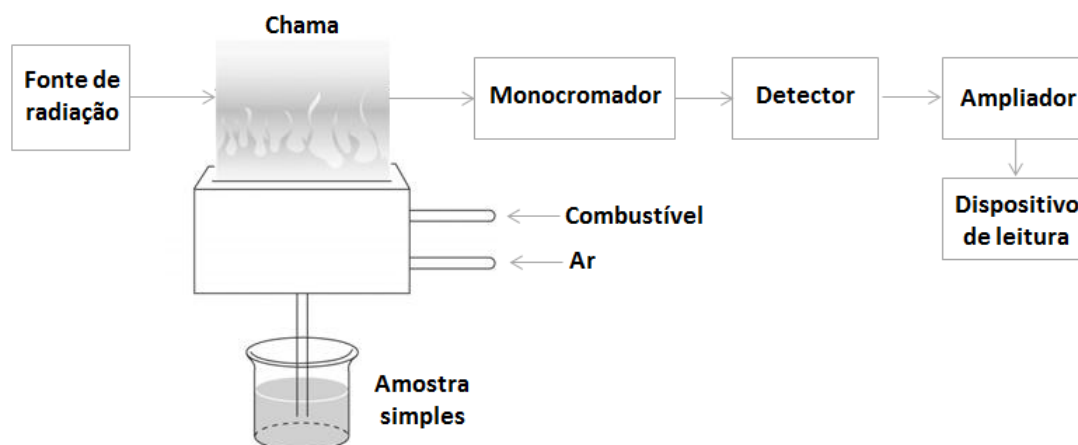 Chama
Fonte de
radiação
Monocromador
Detector
Ampliador
Combustível
Ar
Dispositivo
de leitura
Amostra
simples